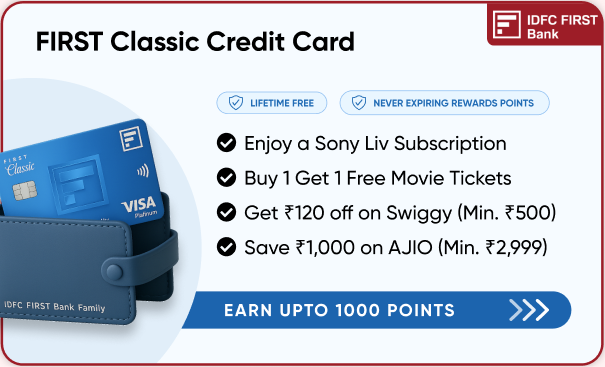 IDFC FIRST
Bank
FIRST Classic Credit Card
LIFETIME FREE
NEVER EXPIRING REWARDS POINTS
Enjoy a Sony Liv Subscription
Buy 1 Get 1 Free Movie Tickets
Get ₹120 off on Swiggy (Min. ₹500)
Save ₹1,000 on AJIO (Min. ₹2,999)
FIRST
Classic
VISA
Platinum
IDFC FIRST Bank Family
EARN UPTO 1000 POINTS